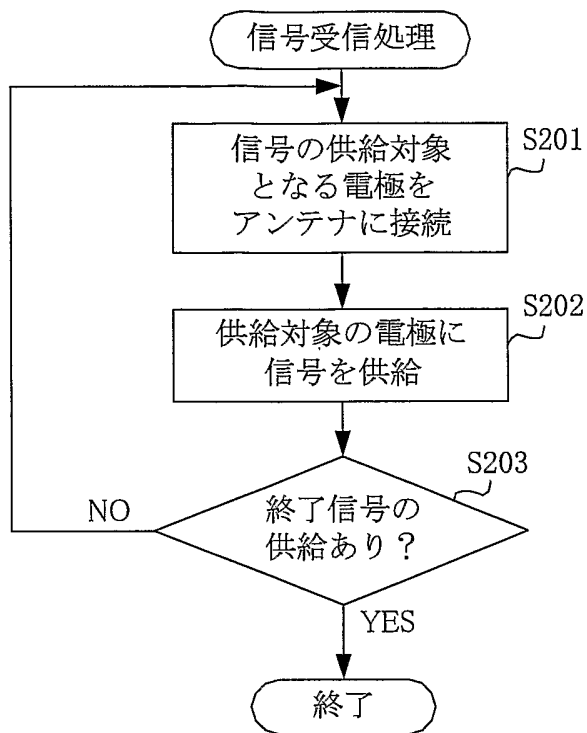 信号受信処理
信号の供給対象
となる電極を
アンテナに接続
S201
供給対象の電極に
信号を供給
S202
終了信号の
供給あり？
S203
NO
YES
終了